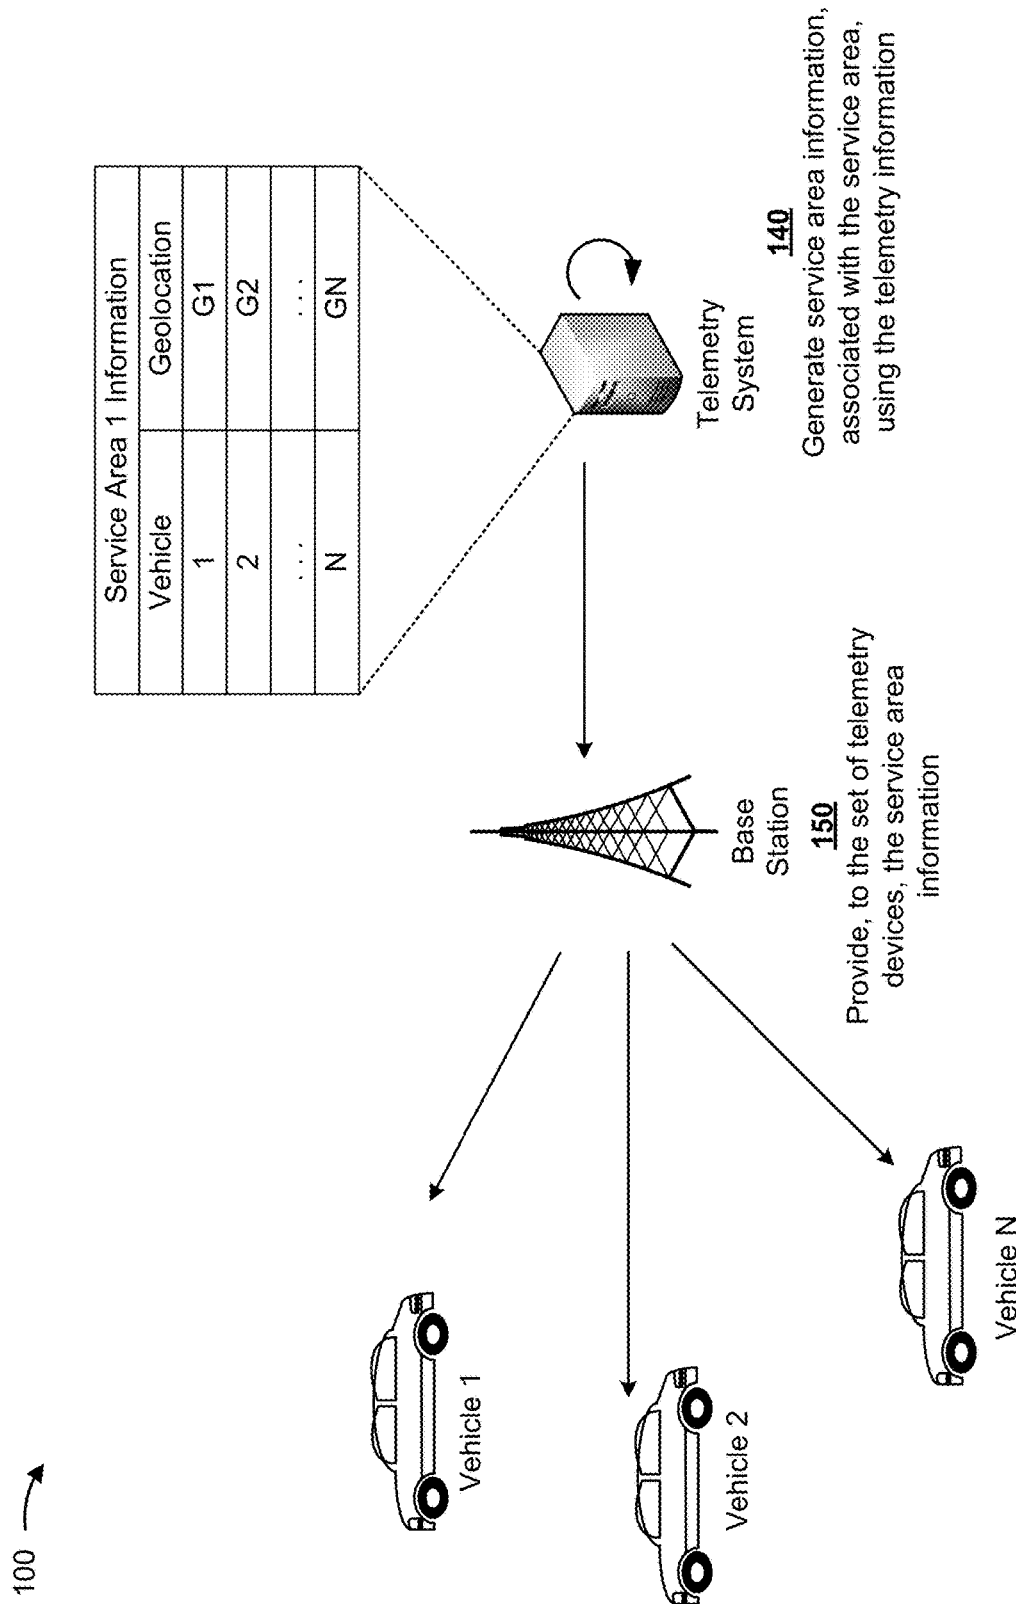 100
Service Area 1 Information
Vehicle Geolocation
1 G1
2 G2
... ...
N GN
Telemetry
System
140
Generate service area information,
associated with the service area,
using the telemetry information
Base
Station
150
Provide, to the set of telemetry
devices, the service area
information
Vehicle 1
Vehicle 2
Vehicle N